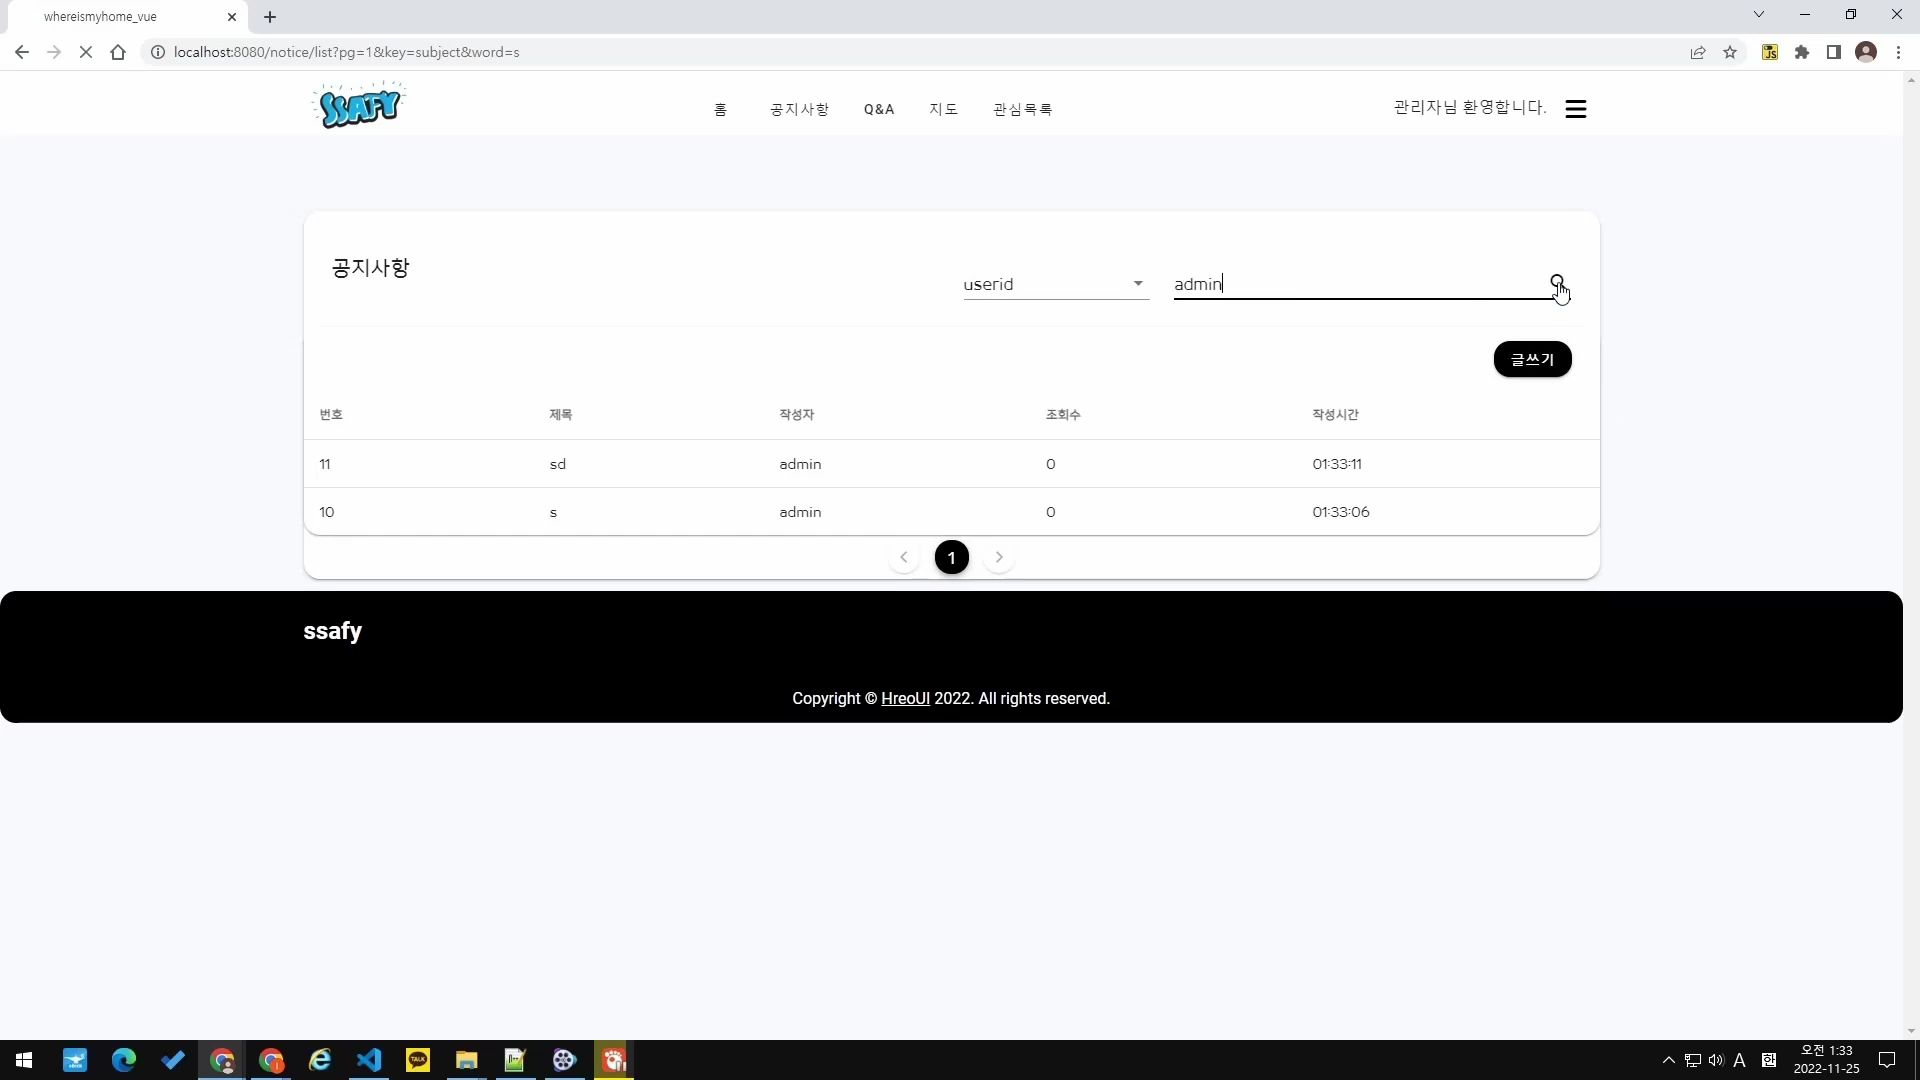 whereismyhome_vue
localhost:8080/notice/list?pg=1&key=subject&word=s
JS
SSAFY
홈 공지사항 Q&A 지도 관심목록
관리자님 환영합니다.
공지사항
userid
admin
글쓰기
번호 제목 작성자 조회수 작성시간
11 sd admin 0 01:33:11
10 s admin 0 01:33:06
1
ssafy
Copyright © HreoUI 2022. All rights reserved.
TALK
A 한
오전 1:33
2022-11-25